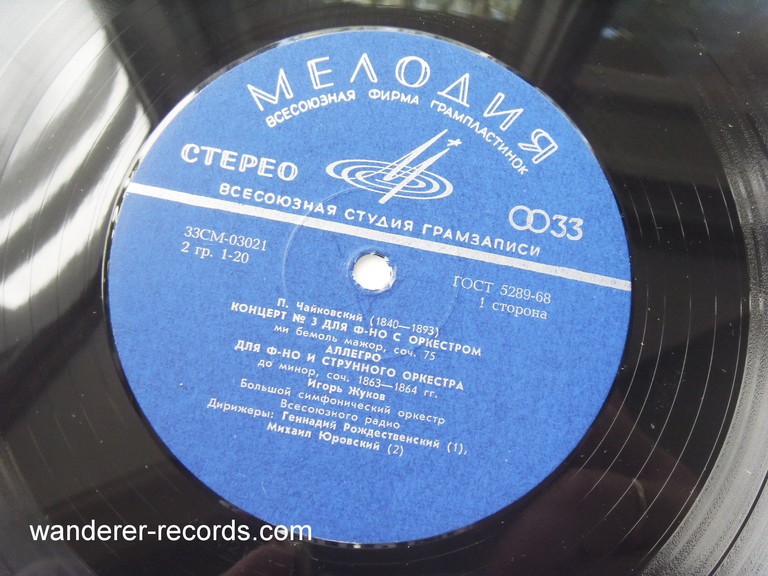 МЕЛОДИЯ
ВСЕСОЮЗНАЯ ФИРМА ГРАМПЛАСТИНОК
СТЕРЕО
33
ВСЕСОЮЗНАЯ СТУДИЯ ГРАМЗАПИСИ
33СМ-03021
2 гр. 1-20
ГОСТ 5289-68
1 сторона
П. Чайковский (1840—1893)
КОНЦЕРТ № 3 ДЛЯ Ф-НО С ОРКЕСТРОМ
ми бемоль мажор, соч. 75
АЛЛЕГРО
ДЛЯ Ф-НО И СТРУННОГО ОРКЕСТРА
до минор, соч. 1863—1864 гг.
Игорь Жуков
Большой симфонический оркестр
Всесоюзного радио
Дирижеры: Геннадий Рождественский (1),
Михаил Юровский (2)
wanderer-records.com